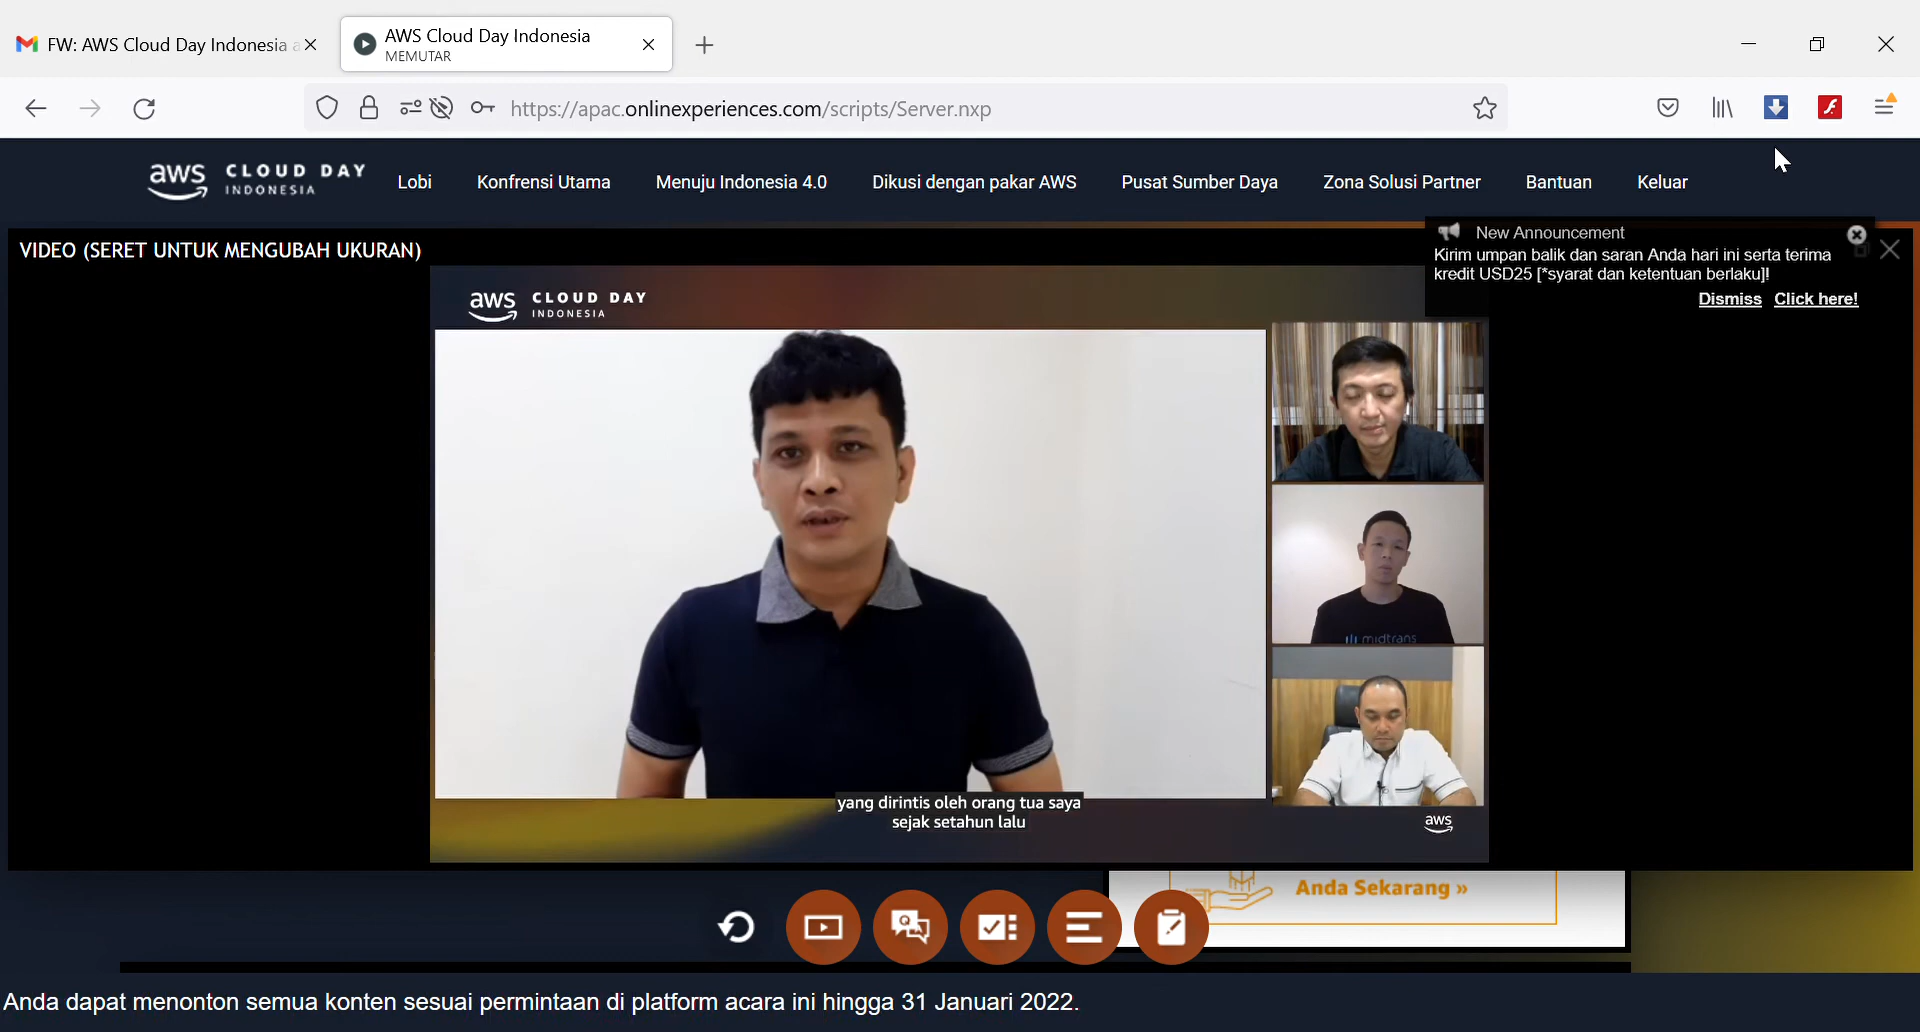 FW: AWS Cloud Day Indonesia
AWS Cloud Day Indonesia
MEMUTAR
https://apac.onlinexperiences.com/scripts/Server.nxp
aws CLOUD DAY
INDONESIA
Lobi
Konfrensi Utama
Menuju Indonesia 4.0
Dikusi dengan pakar AWS
Pusat Sumber Daya
Zona Solusi Partner
Bantuan
Keluar
VIDEO (SERET UNTUK MENGUBAH UKURAN)
New Announcement
Kirim umpan balik dan saran Anda hari ini serta terima
kredit USD25 [*syarat dan ketentuan berlaku]!
Dismiss Click here!
aws CLOUD DAY
INDONESIA
midtrans
yang dirintis oleh orang tua saya
sejak setahun lalu
aws
Anda Sekarang »
Q A
Anda dapat menonton semua konten sesuai permintaan di platform acara ini hingga 31 Januari 2022.